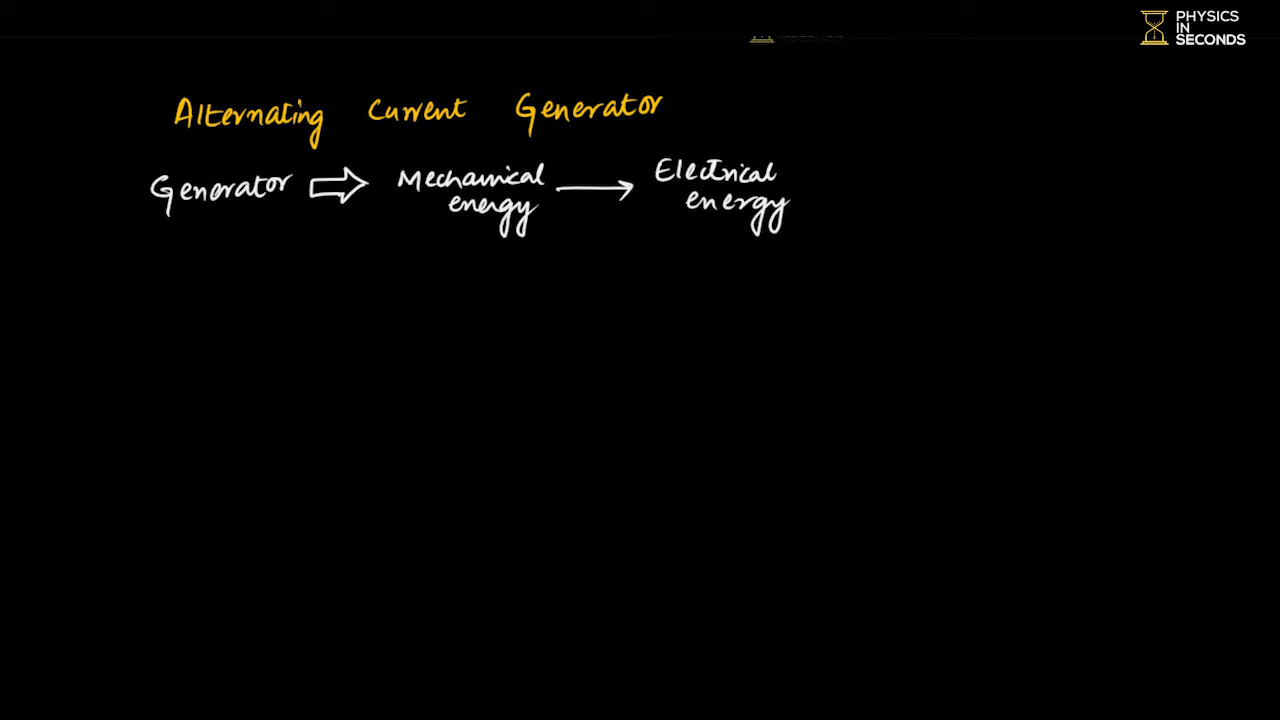 PHYSICS
IN
SECONDS
Alternating Current Generator
Generator ⇨ Mechanical energy → Electrical energy